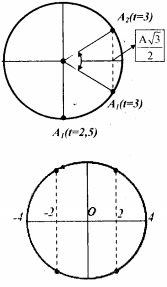 A₂(t=3)
A√3
2
A₁(t=3)
A₁(t=2,5)
-4 -2 O 2 4